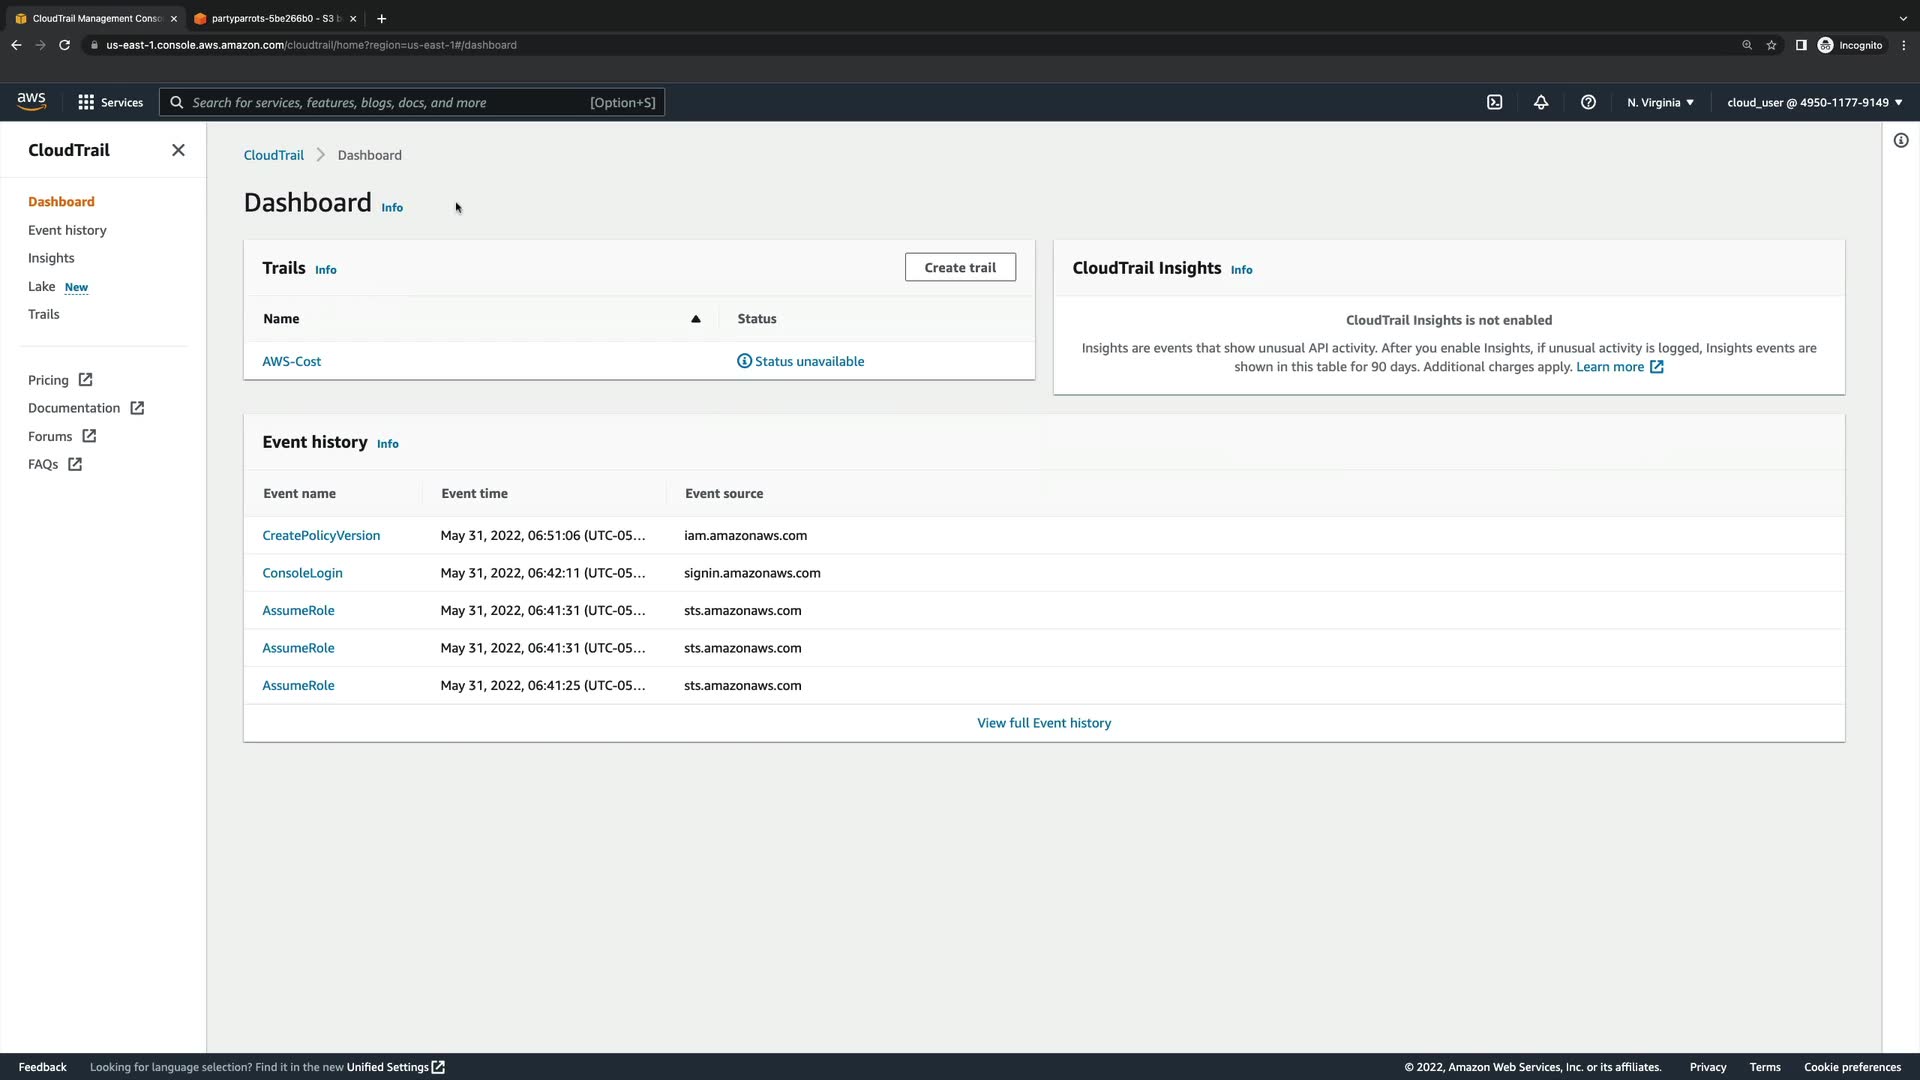 CloudTrail Management Conso
partyparrots-5be266b0 - S3 b
us-east-1.console.aws.amazon.com/cloudtrail/home?region=us-east-1#/dashboard
Incognito
aws
Services
Search for services, features, blogs, docs, and more
[Option+S]
N. Virginia
cloud_user @ 4950-1177-9149
CloudTrail
Dashboard
Event history
Insights
Lake New
Trails
Pricing
Documentation
Forums
FAQs
CloudTrail > Dashboard
Dashboard Info
Trails Info
Create trail
Name Status
AWS-Cost Status unavailable
CloudTrail Insights Info
CloudTrail Insights is not enabled
Insights are events that show unusual API activity. After you enable Insights, if unusual activity is logged, Insights events are
shown in this table for 90 days. Additional charges apply. Learn more
Event history Info
Event name Event time Event source
CreatePolicyVersion May 31, 2022, 06:51:06 (UTC-05... iam.amazonaws.com
ConsoleLogin May 31, 2022, 06:42:11 (UTC-05... signin.amazonaws.com
AssumeRole May 31, 2022, 06:41:31 (UTC-05... sts.amazonaws.com
AssumeRole May 31, 2022, 06:41:31 (UTC-05... sts.amazonaws.com
AssumeRole May 31, 2022, 06:41:25 (UTC-05... sts.amazonaws.com
View full Event history
Feedback
Looking for language selection? Find it in the new Unified Settings
© 2022, Amazon Web Services, Inc. or its affiliates.
Privacy
Terms
Cookie preferences